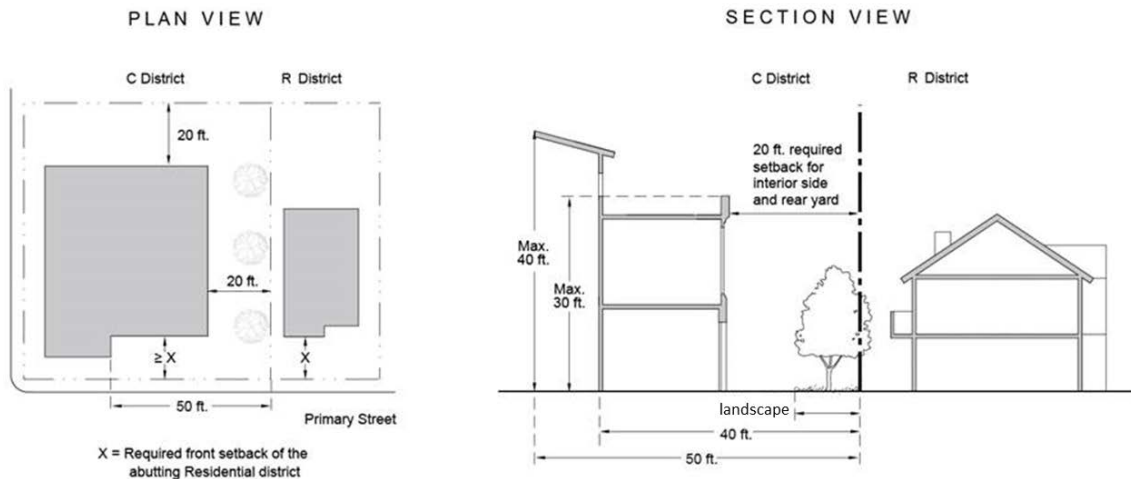 PLAN VIEW
C District
R District
20 ft.
20 ft.
≥ X
X
50 ft.
Primary Street
X = Required front setback of the
abutting Residential district
SECTION VIEW
C District
R District
20 ft. required
setback for
interior side
and rear yard
Max.
40 ft.
Max.
30 ft.
landscape
40 ft.
50 ft.